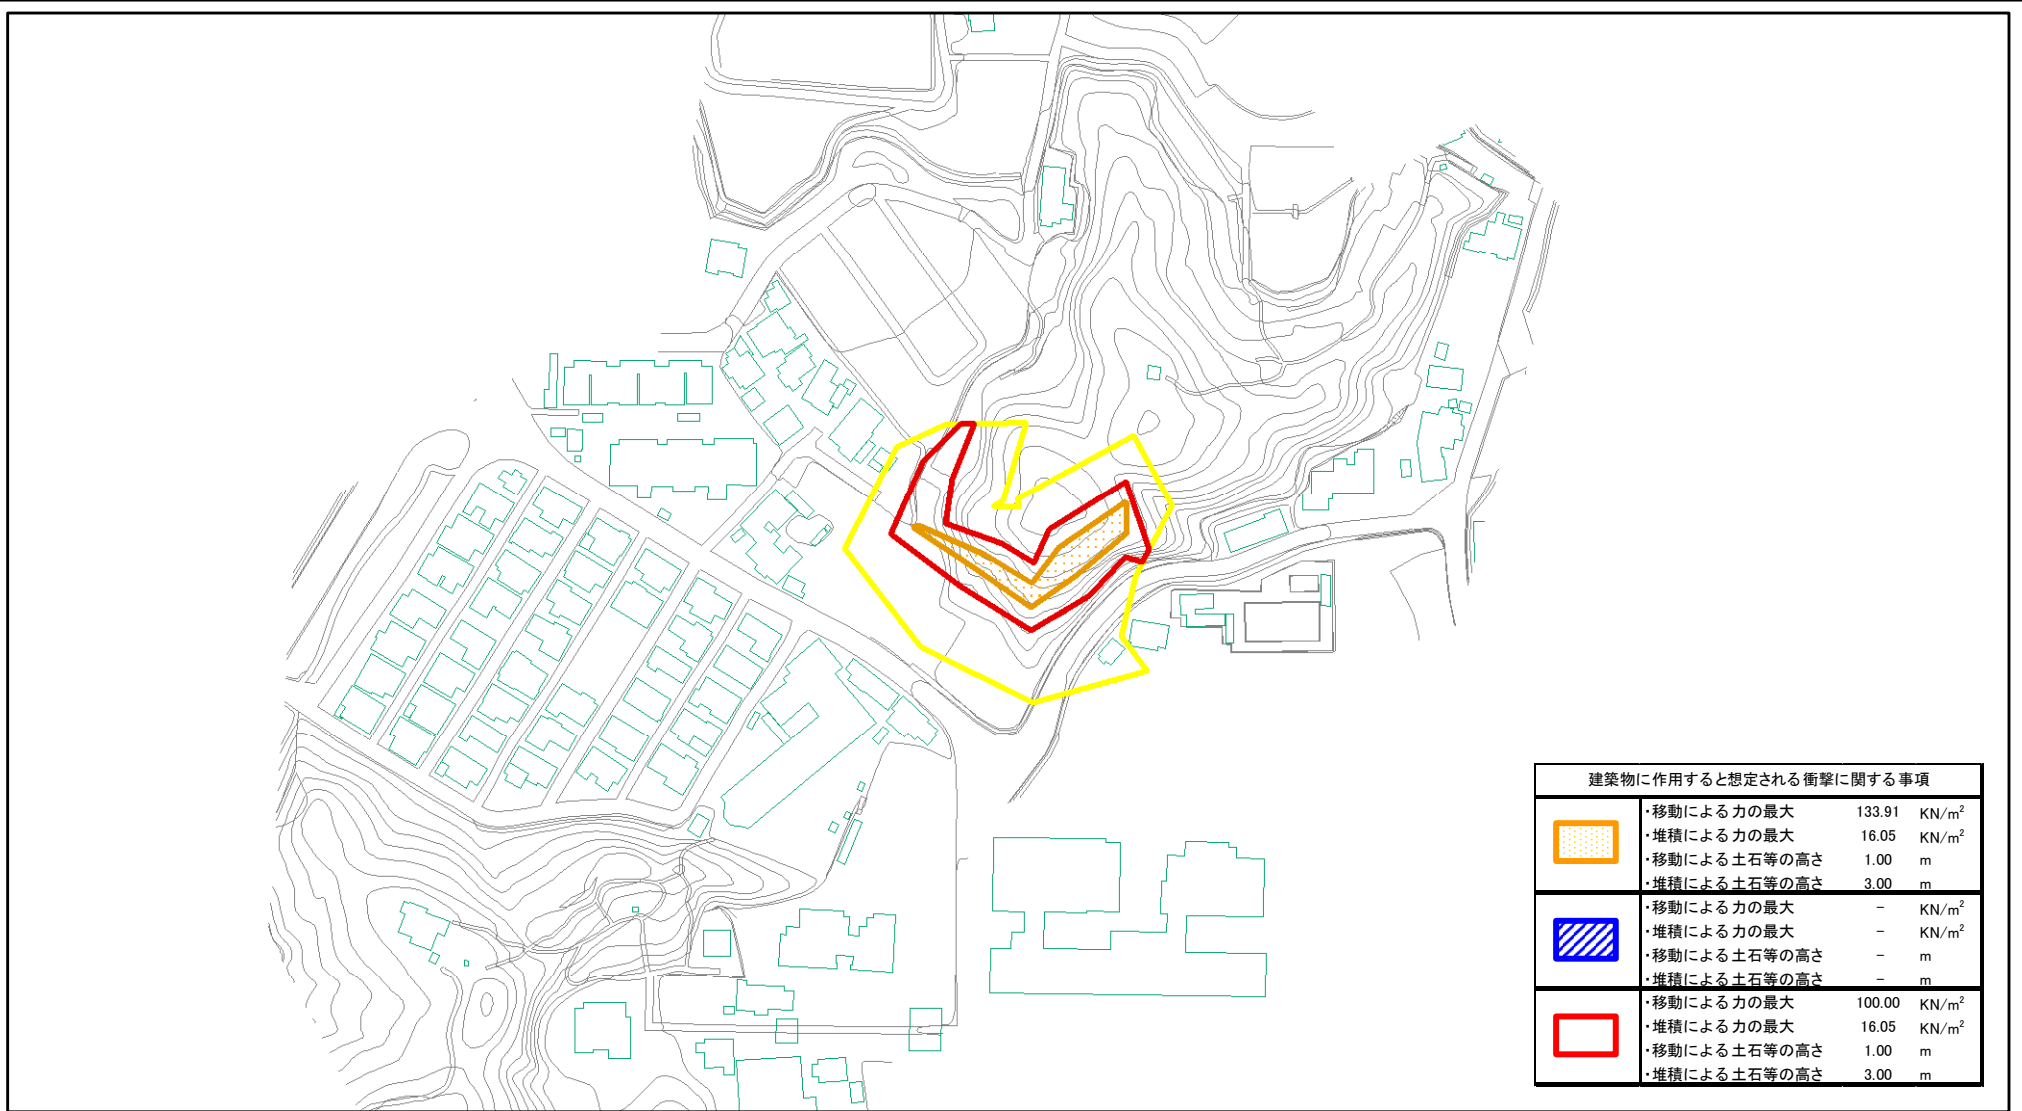 建築物に作用すると想定される衝撃に関する事項
・移動による力の最大 133.91 KN/m²
・堆積による力の最大 16.05 KN/m²
・移動による土石等の高さ 1.00 m
・堆積による土石等の高さ 3.00 m
・移動による力の最大 - KN/m²
・堆積による力の最大 - KN/m²
・移動による土石等の高さ - m
・堆積による土石等の高さ - m
・移動による力の最大 100.00 KN/m²
・堆積による力の最大 16.05 KN/m²
・移動による土石等の高さ 1.00 m
・堆積による土石等の高さ 3.00 m